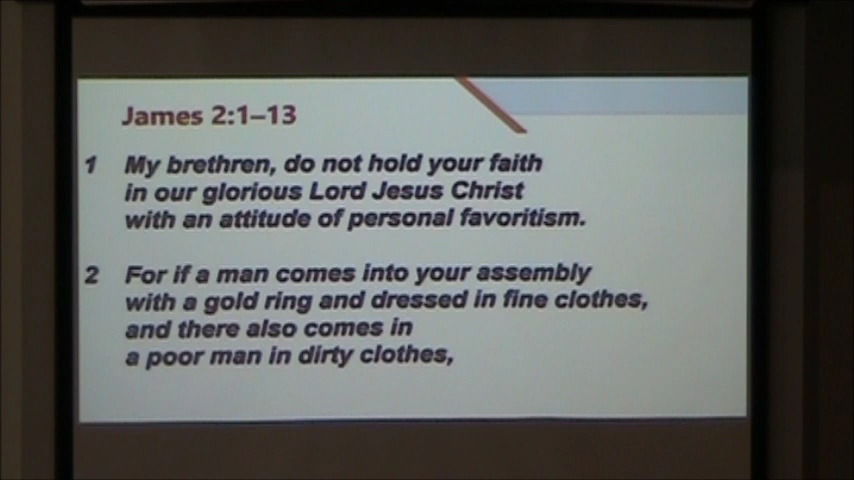 James 2:1–13
1 My brethren, do not hold your faith
in our glorious Lord Jesus Christ
with an attitude of personal favoritism.
2 For if a man comes into your assembly
with a gold ring and dressed in fine clothes,
and there also comes in
a poor man in dirty clothes,